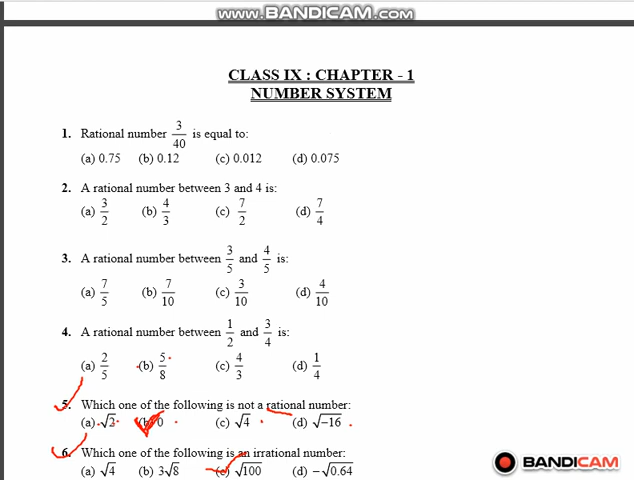 www.BANDICAM.com
CLASS IX : CHAPTER - 1
NUMBER SYSTEM
1. Rational number 3/40 is equal to:
(a) 0.75 (b) 0.12 (c) 0.012 (d) 0.075
2. A rational number between 3 and 4 is:
(a) 3/2 (b) 4/3 (c) 7/2 (d) 7/4
3. A rational number between 3/5 and 4/5 is:
(a) 7/5 (b) 7/10 (c) 3/10 (d) 4/10
4. A rational number between 1/2 and 3/4 is:
(a) 2/5 (b) 5/8 (c) 4/3 (d) 1/4
5. Which one of the following is not a rational number:
(a) √2 (b) 0 (c) √4 (d) √-16
6. Which one of the following is an irrational number:
(a) √4 (b) 3√8 (c) √100 (d) -√0.64
BANDICAM